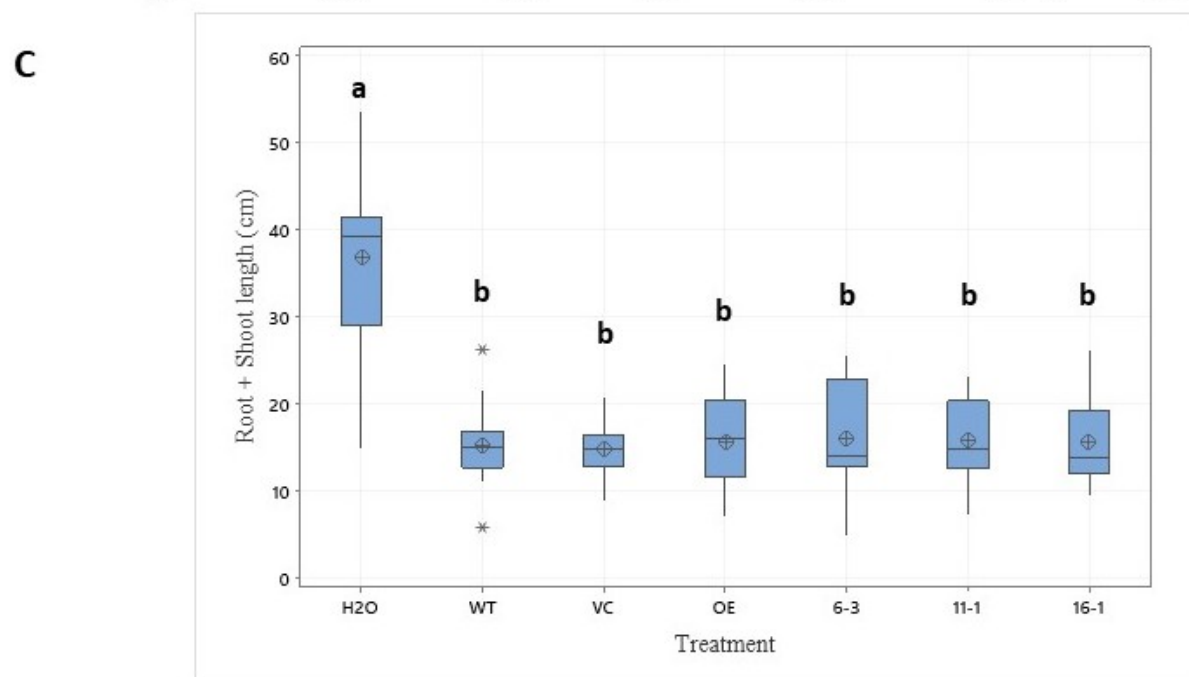 C
60
50
40
30
20
10
0
Root + Shoot length (cm)
a
b
b
b
b
b
b
H2O WT VC OE 6-3 11-1 16-1
Treatment